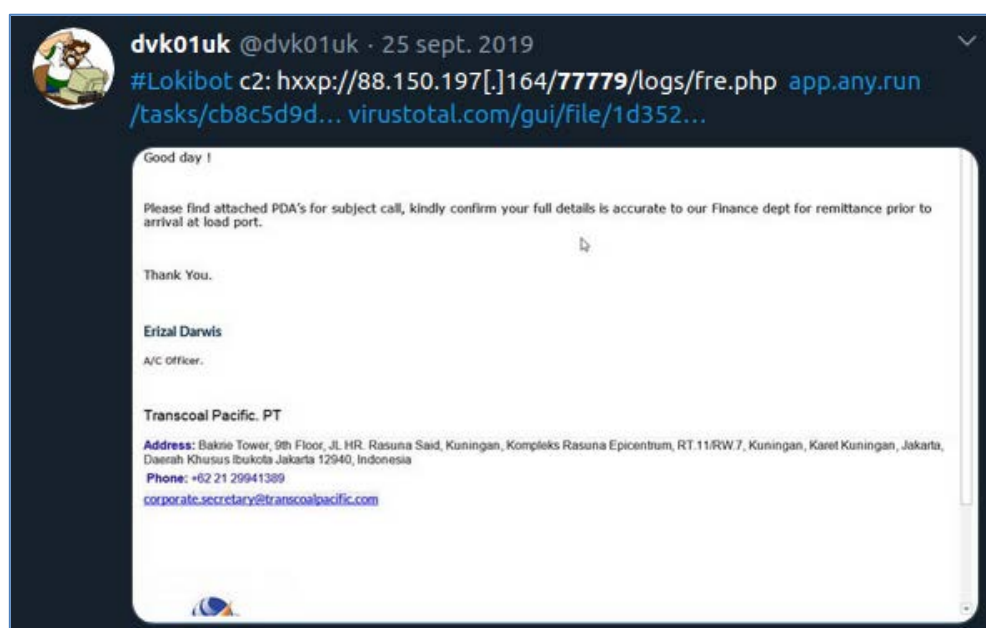 dvk01uk @dvk01uk · 25 sept. 2019
#Lokibot c2: hxxp://88.150.197[.]164/77779/logs/fre.php app.any.run
/tasks/cb8c5d9d… virustotal.com/gui/file/1d352…
Good day !
Please find attached PDA's for subject call, kindly confirm your full details is accurate to our Finance dept for remittance prior to
arrival at load port.
Thank You.
Erizal Darwis
A/C Officer.
Transcoal Pacific. PT
Address: Bakrie Tower, 9th Floor, JL HR. Rasuna Said, Kuningan, Kompleks Rasuna Epicentrum, RT.11/RW.7, Kuningan, Karet Kuningan, Jakarta,
Daerah Khusus Ibukota Jakarta 12940, Indonesia
Phone: +62 21 29941389
corporate.secretary@transcoalpacific.com